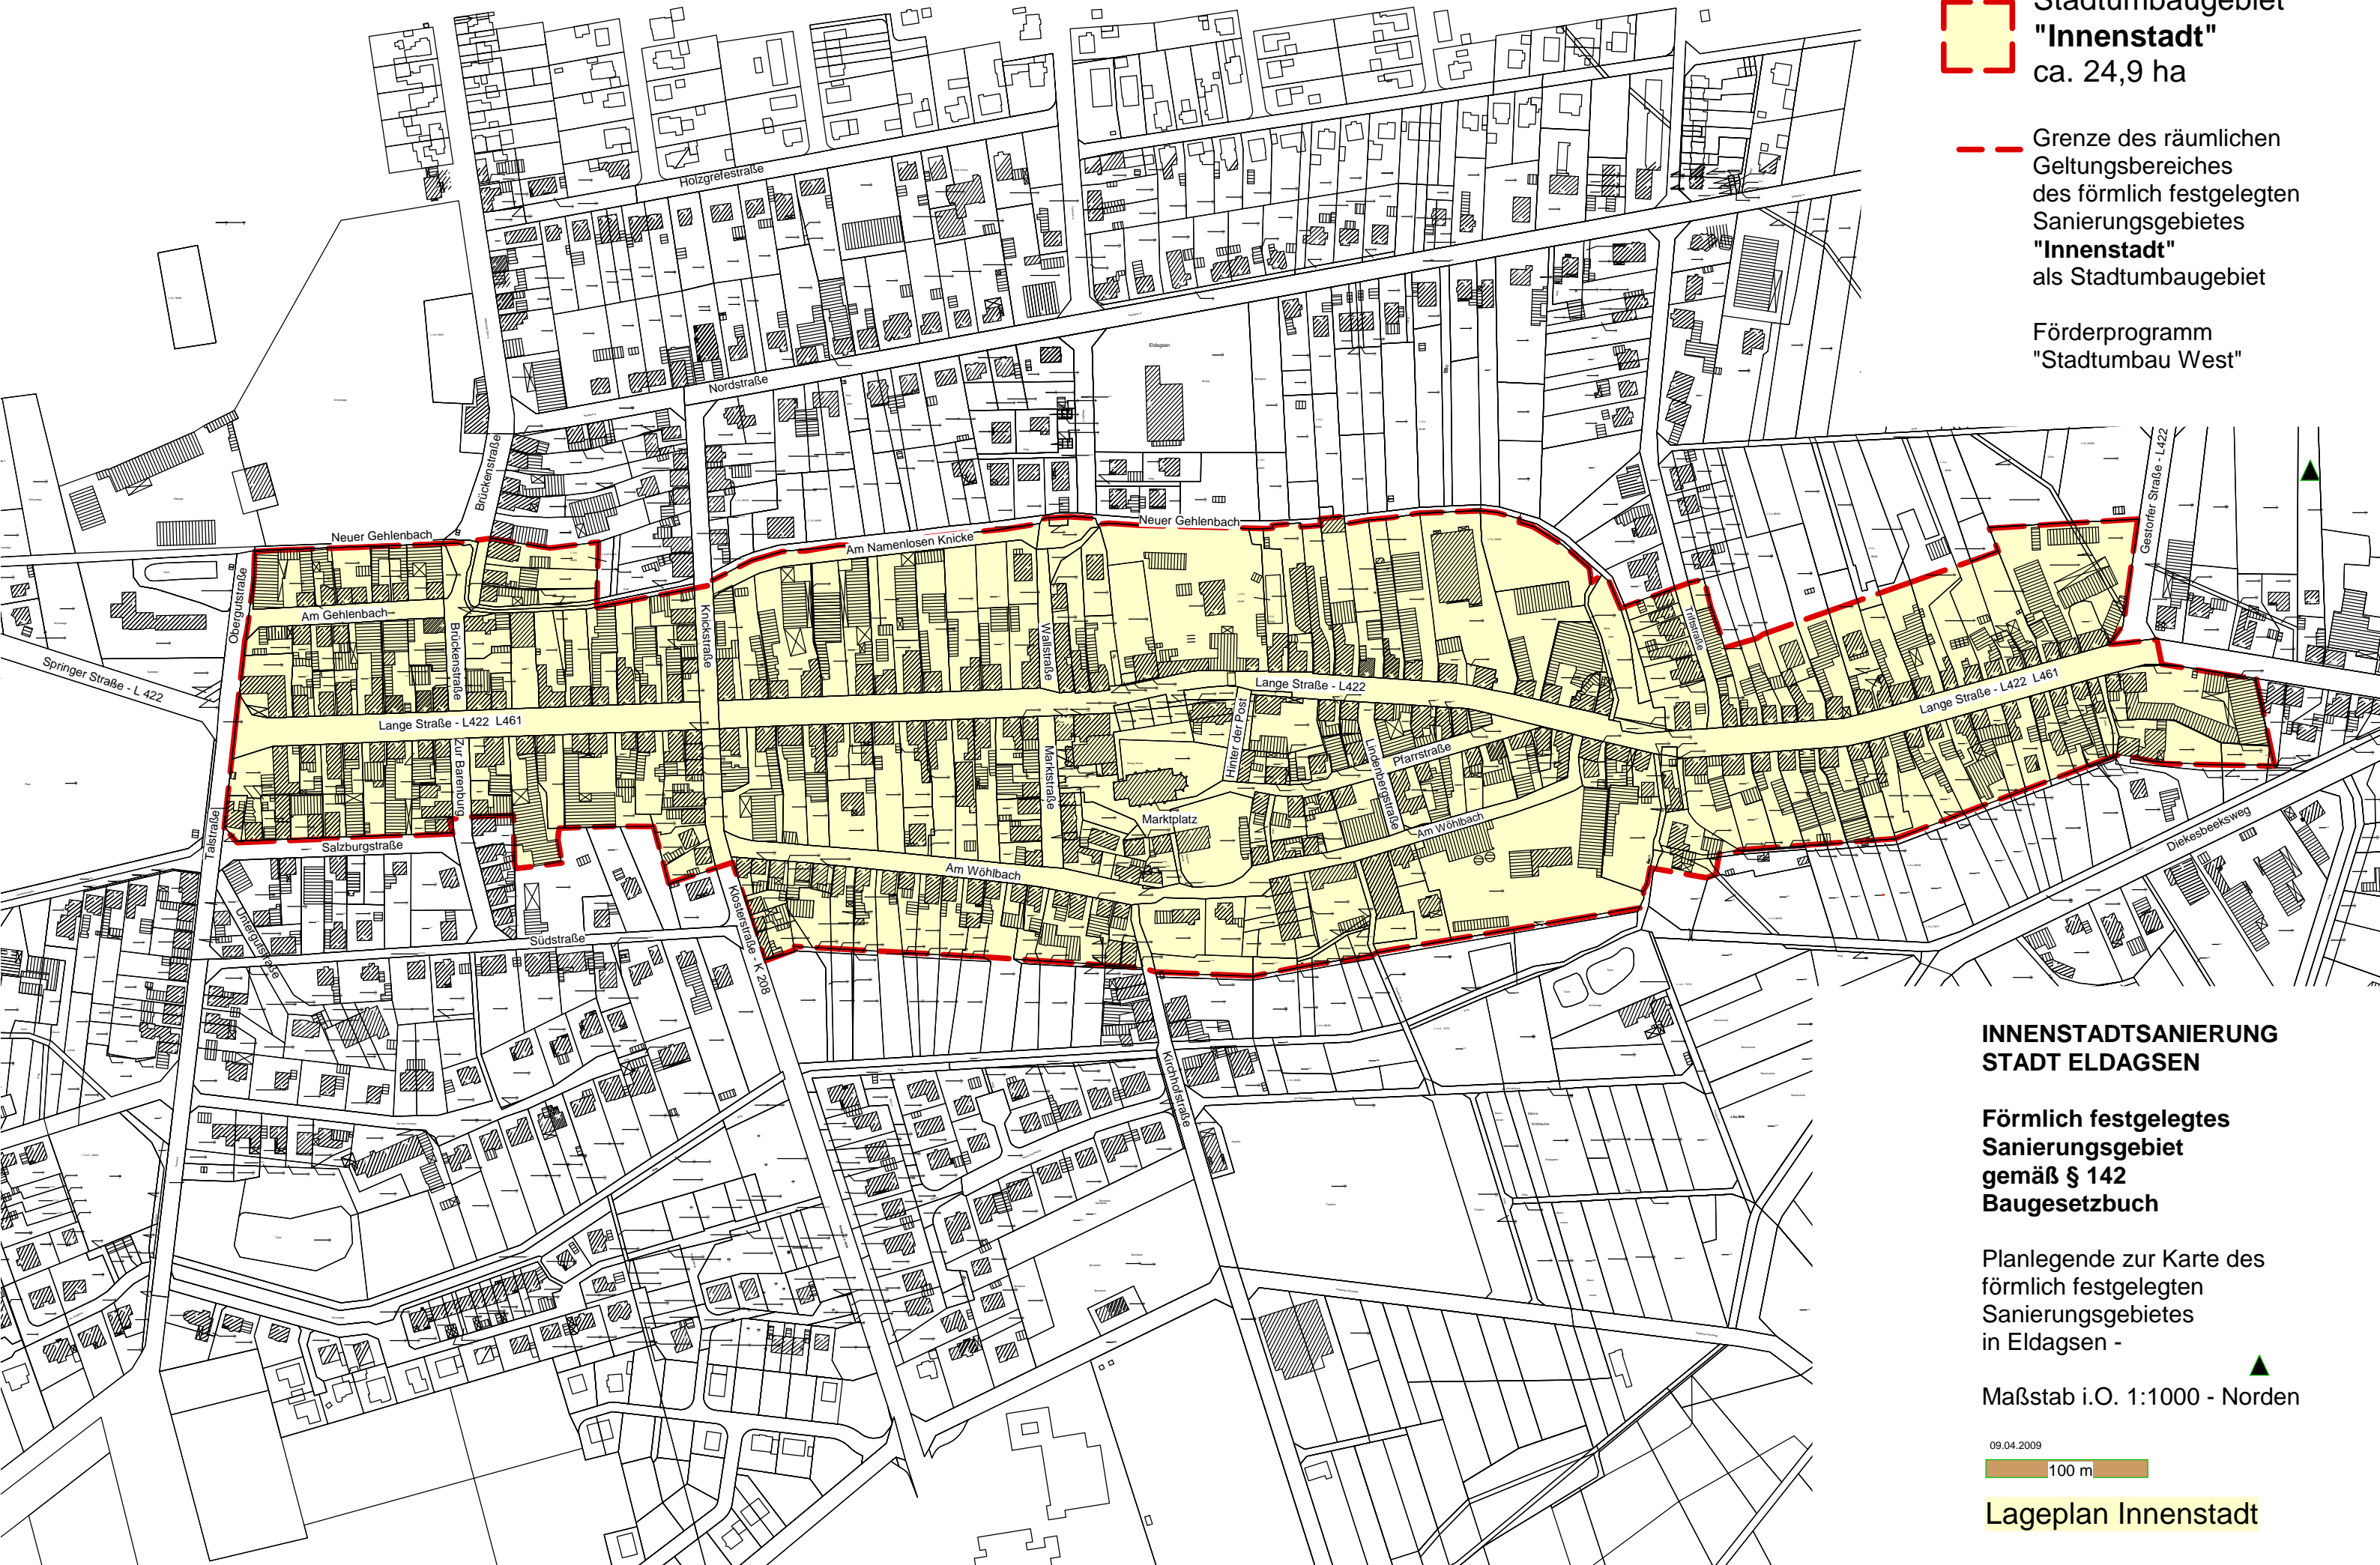 Stadtumbaugebiet
"Innenstadt"
ca. 24,9 ha
Grenze des räumlichen
Geltungsbereiches
des förmlich festgelegten
Sanierungsgebietes
"Innenstadt"
als Stadtumbaugebiet
Förderprogramm
"Stadtumbau West"
Holzgrefestraße
Nordstraße
Eldagsen
Brückenstraße
Gestorfer Straße - L422
Neuer Gehlenbach
Neuer Gehlenbach
Am Namenlosen Knicke
Obergutstraße
Am Gehlenbach
Brückenstraße
Knickstraße
Wallstraße
Triftstraße
Springer Straße - L 422
Lange Straße - L422 L461
Lange Straße - L422
Lange Straße - L422 L461
Hinter der Post
Zur Barenburg
Marktstraße
Lindenbergstraße
Pfarrstraße
Marktplatz
Am Wöhlbach
Talstraße
Salzburgstraße
Diekesbeeksweg
Am Wöhlbach
Klosterstraße - K 208
Untergutstraße
Südstraße
Kirchhofstraße
INNENSTADTSANIERUNG
STADT ELDAGSEN
Förmlich festgelegtes
Sanierungsgebiet
gemäß § 142
Baugesetzbuch
Planlegende zur Karte des
förmlich festgelegten
Sanierungsgebietes
in Eldagsen -
Maßstab i.O. 1:1000 - Norden
09.04.2009
100 m
Lageplan Innenstadt